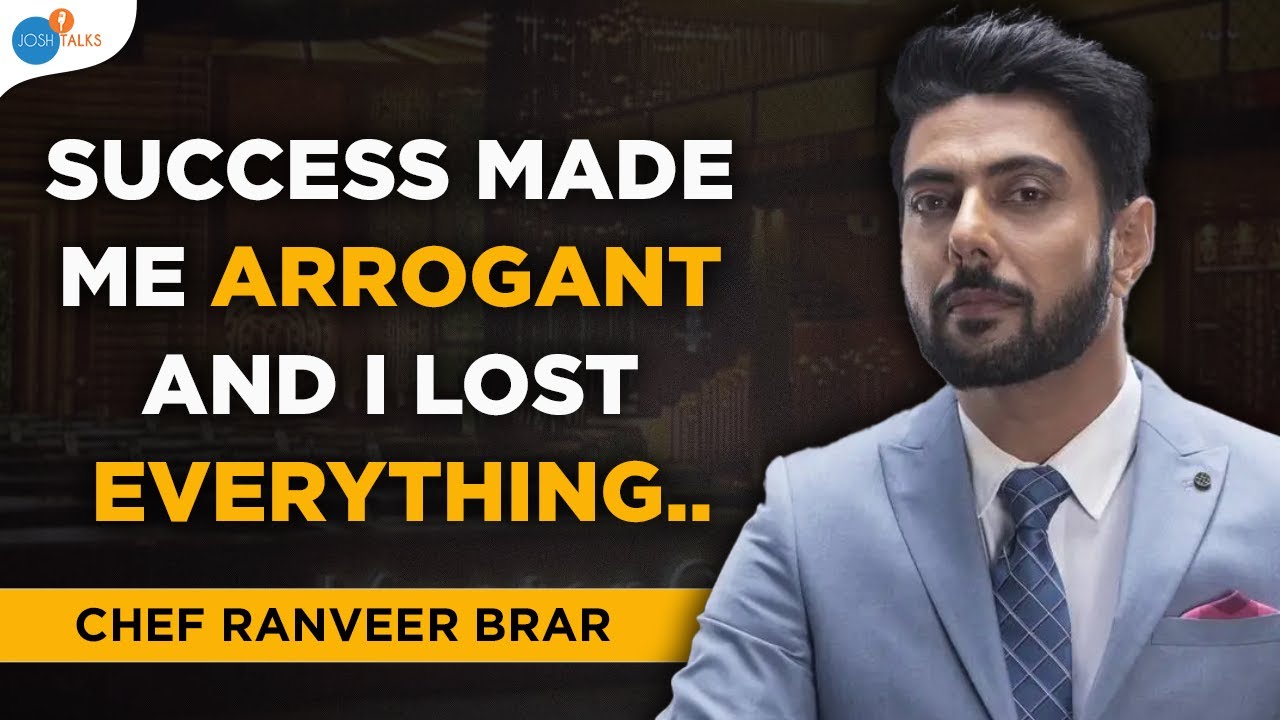 JOSH TALKS
SUCCESS MADE
ME ARROGANT
AND I LOST
EVERYTHING..
CHEF RANVEER BRAR